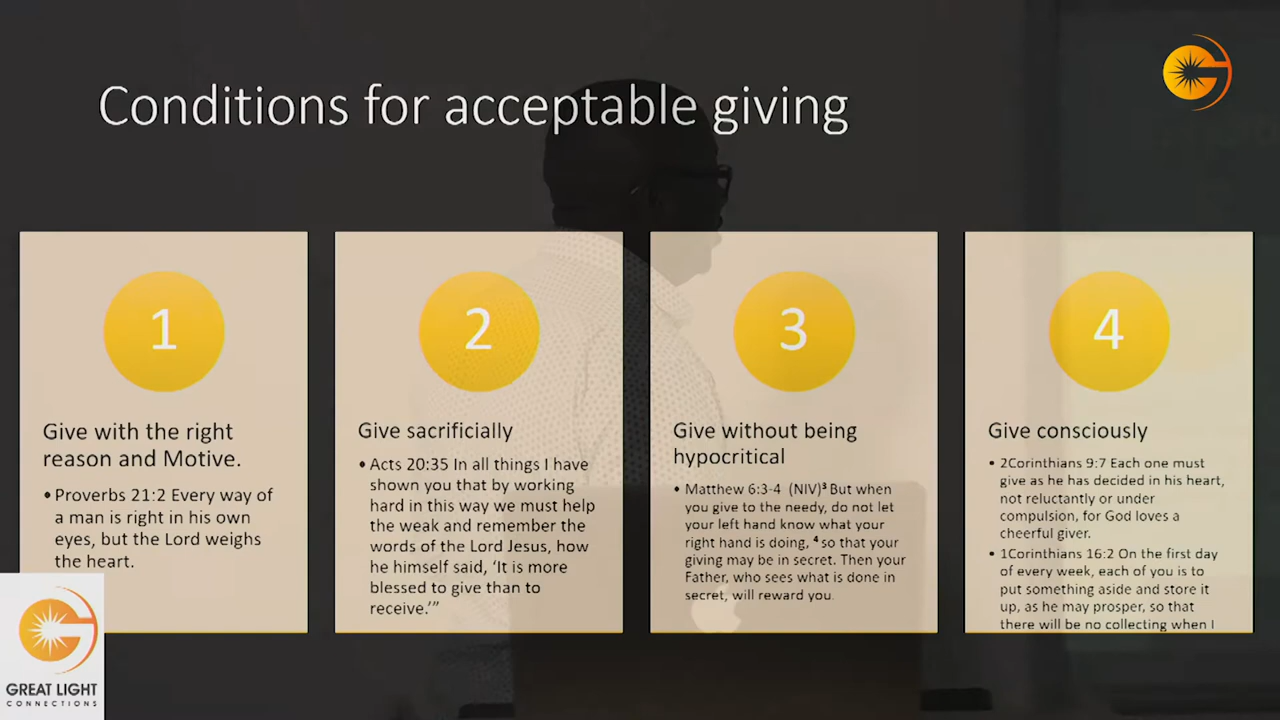 Conditions for acceptable giving
1
Give with the right
reason and Motive.
• Proverbs 21:2 Every way of
a man is right in his own
eyes, but the Lord weighs
the heart.
2
Give sacrificially
• Acts 20:35 In all things I have
shown you that by working
hard in this way we must help
the weak and remember the
words of the Lord Jesus, how
he himself said, ‘It is more
blessed to give than to
receive.’”
3
Give without being
hypocritical
• Matthew 6:3-4 (NIV)³ But when
you give to the needy, do not let
your left hand know what your
right hand is doing, ⁴ so that your
giving may be in secret. Then your
Father, who sees what is done in
secret, will reward you.
4
Give consciously
• 2Corinthians 9:7 Each one must
give as he has decided in his heart,
not reluctantly or under
compulsion, for God loves a
cheerful giver.
• 1Corinthians 16:2 On the first day
of every week, each of you is to
put something aside and store it
up, as he may prosper, so that
there will be no collecting when I
GREAT LIGHT
CONNECTIONS